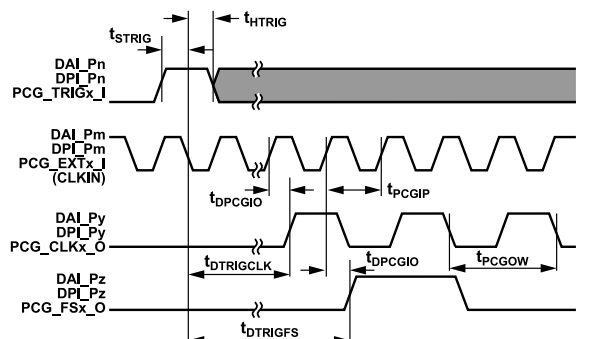 tHTRIG
tSTRIG
DAI_Pn
DPI_Pn
PCG_TRIGx_I
DAI_Pm
DPI_Pm
PCG_EXTx_I
(CLKIN)
tDPCGIO
tPCGIP
DAI_Py
DPI_Py
PCG_CLKx_O
tDTRIGCLK
tDPCGIO
tPCGOW
DAI_Pz
DPI_Pz
PCG_FSx_O
tDTRIGFS